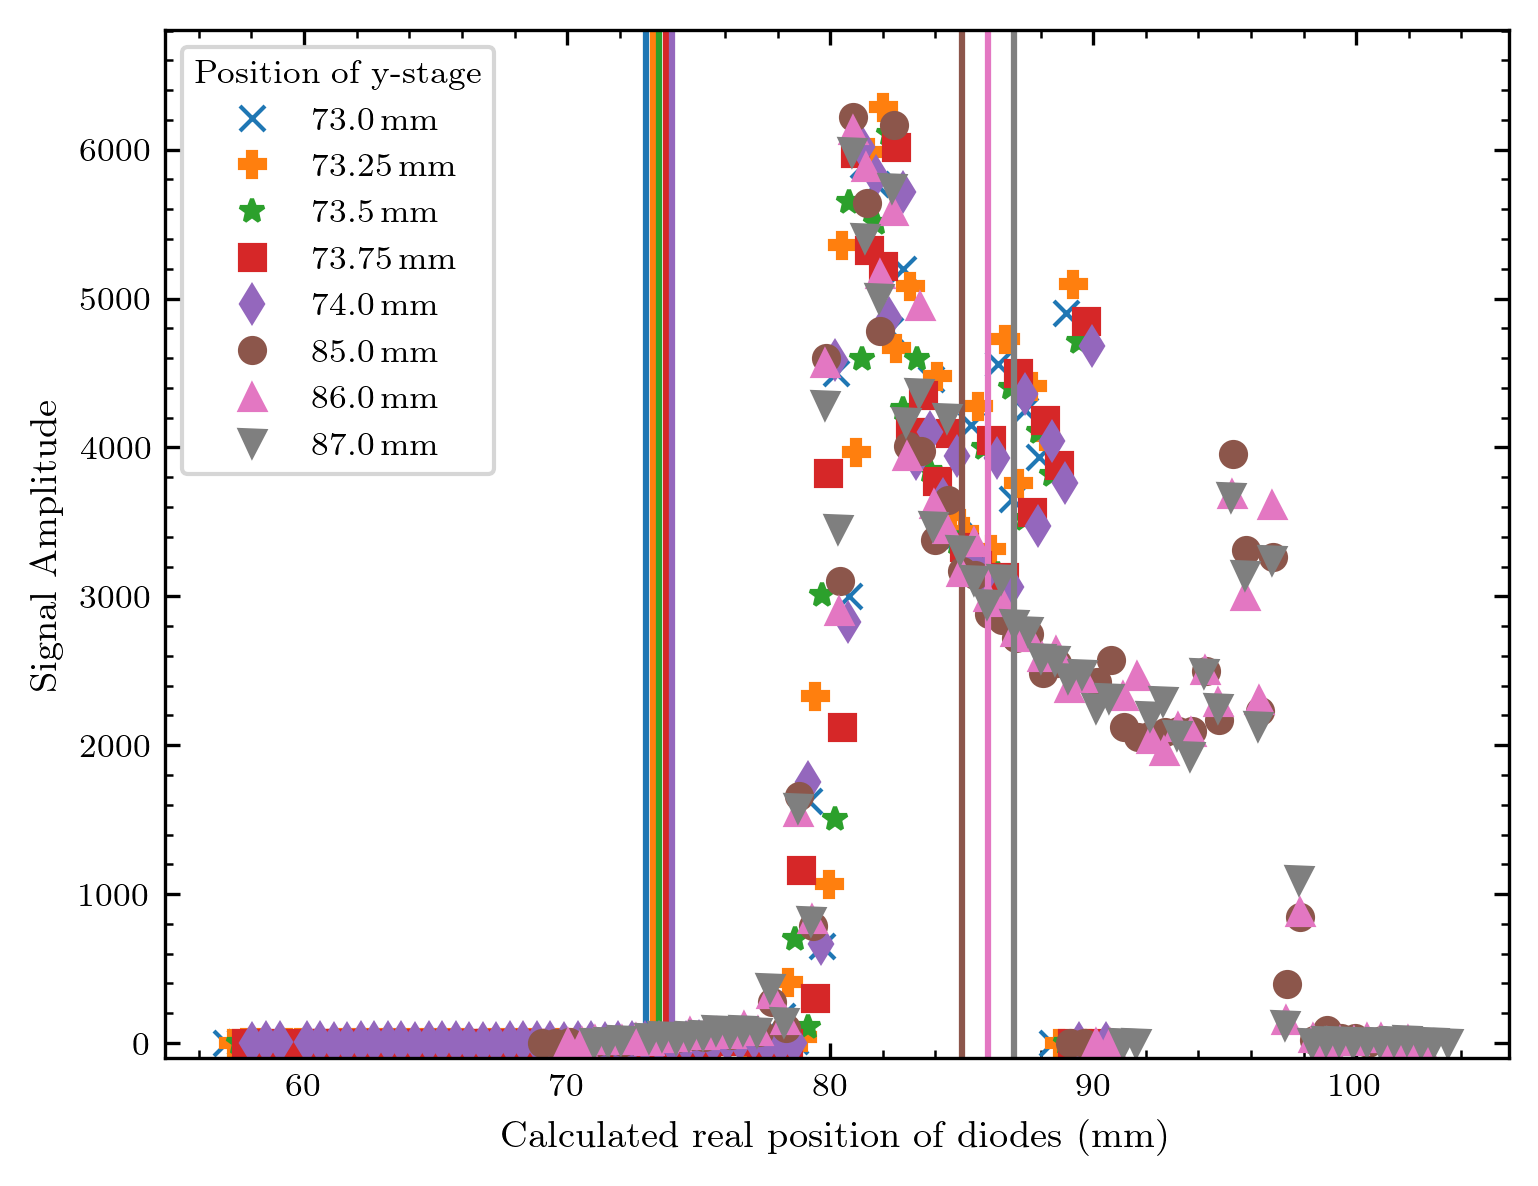 Position of y-stage
73.0 mm
73.25 mm
73.5 mm
73.75 mm
74.0 mm
85.0 mm
86.0 mm
87.0 mm
6000
5000
4000
3000
2000
1000
0
Signal Amplitude
60
70
80
90
100
Calculated real position of diodes (mm)